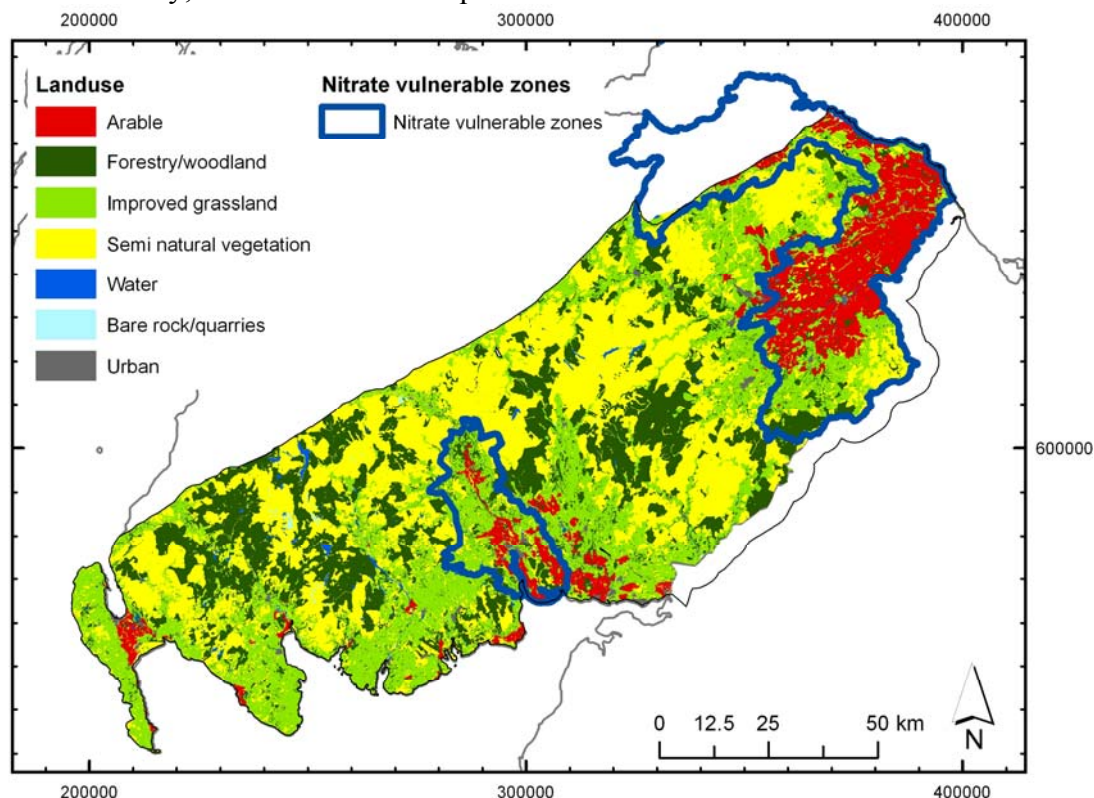 200000 300000 400000
Landuse
Arable
Forestry/woodland
Improved grassland
Semi natural vegetation
Water
Bare rock/quarries
Urban
Nitrate vulnerable zones
Nitrate vulnerable zones
600000
0 12.5 25 50 km
N
200000 300000 400000